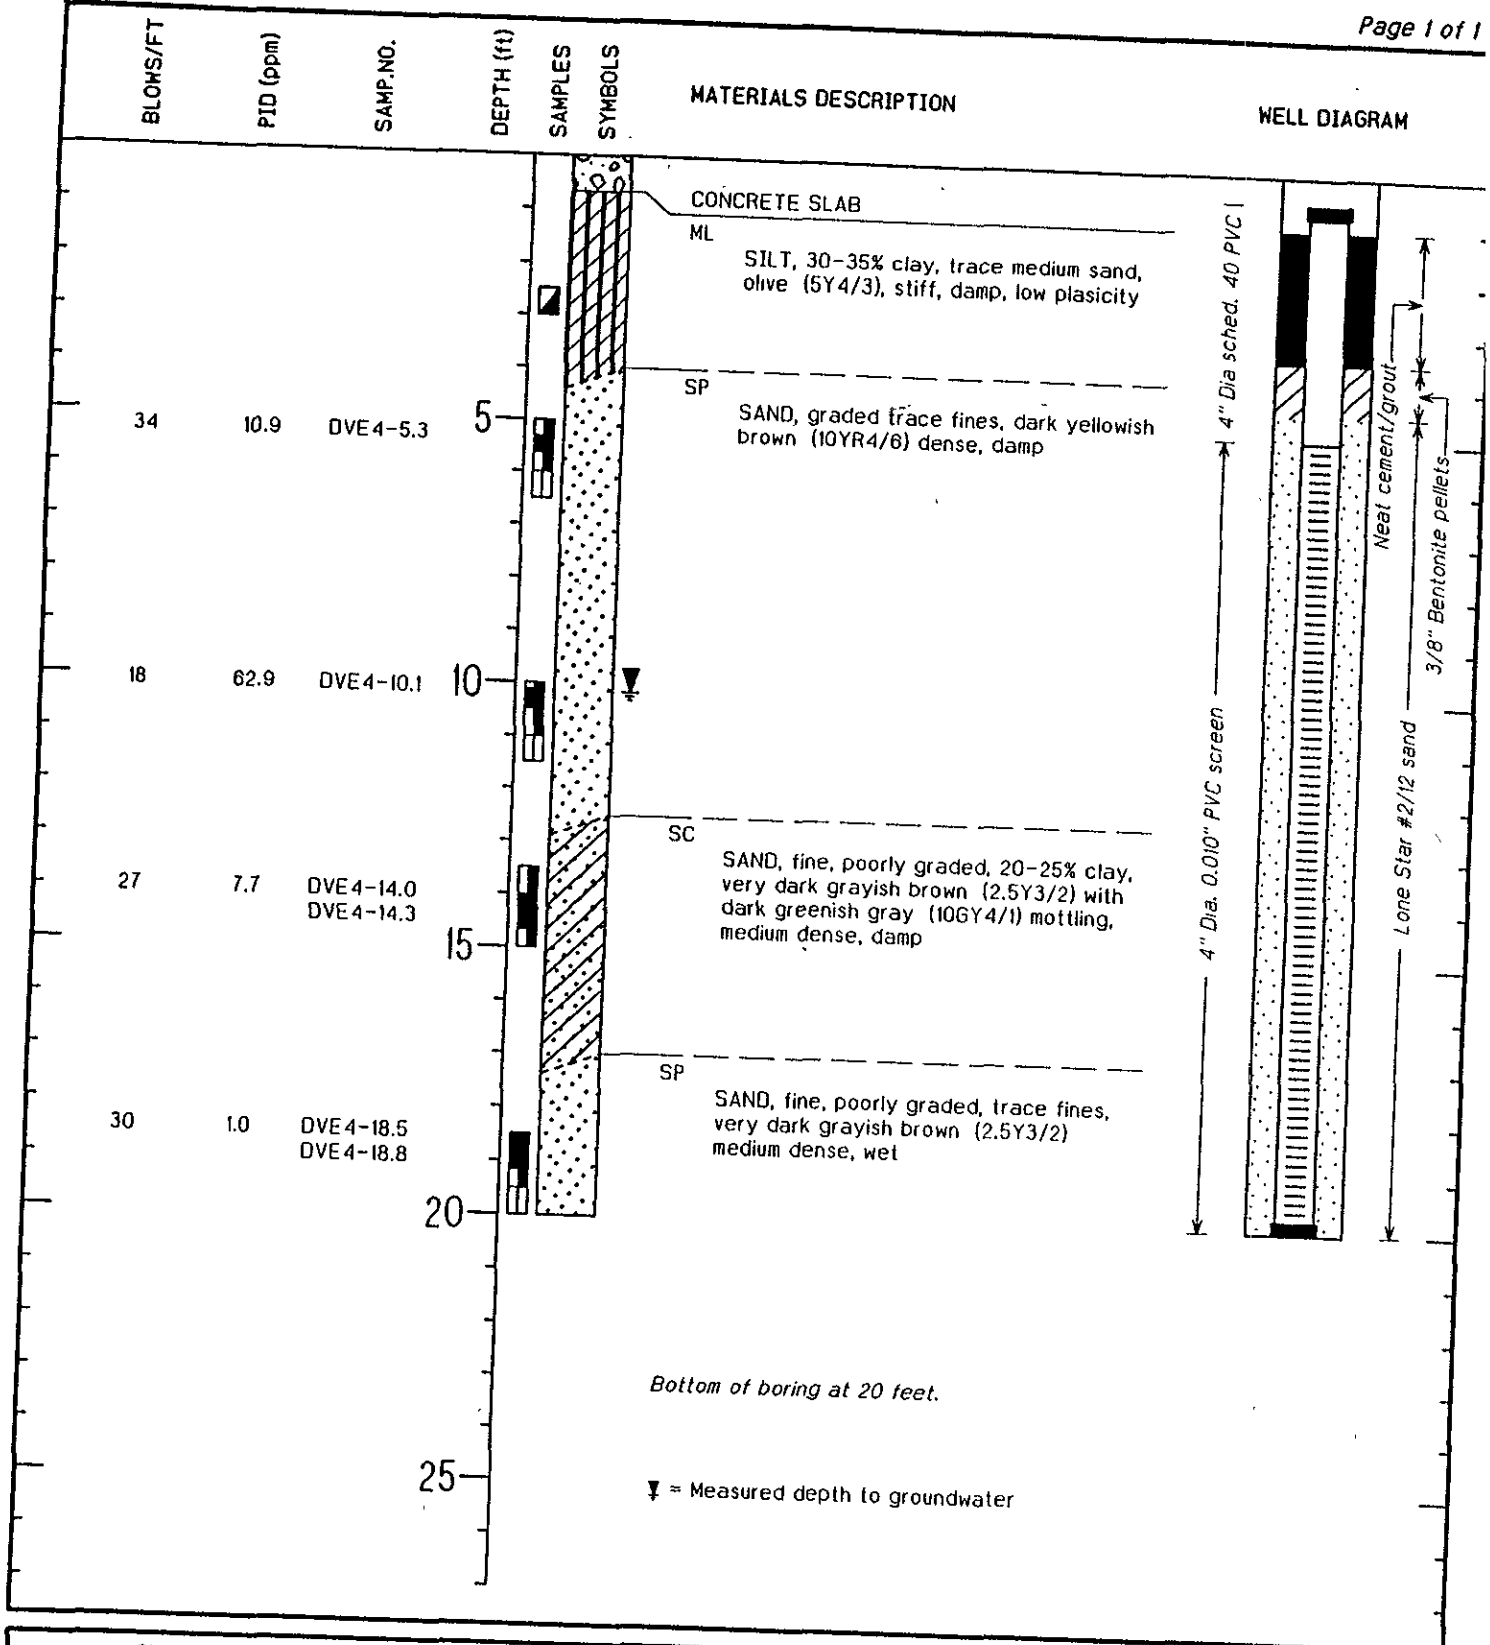 Page 1 of 1
BLOWS/FT
PID (ppm)
SAMP.NO.
DEPTH (ft)
SAMPLES
SYMBOLS
MATERIALS DESCRIPTION
WELL DIAGRAM
CONCRETE SLAB
ML
SILT, 30-35% clay, trace medium sand,
olive (5Y4/3), stiff, damp, low plasicity
SP
34 10.9 DVE4-5.3 5
SAND, graded trace fines, dark yellowish
brown (10YR4/6) dense, damp
18 62.9 DVE4-10.1 10
SC
27 7.7 DVE4-14.0
DVE4-14.3
SAND, fine, poorly graded, 20-25% clay,
very dark grayish brown (2.5Y3/2) with
dark greenish gray (10GY4/1) mottling,
medium dense, damp
15
SP
30 1.0 DVE4-18.5
DVE4-18.8
SAND, fine, poorly graded, trace fines,
very dark grayish brown (2.5Y3/2)
medium dense, wet
20
Bottom of boring at 20 feet.
25
= Measured depth to groundwater
4" Dia sched. 40 PVC
4" Dia. 0.010" PVC screen
Neat cement/grout
Lone Star #2/12 sand
3/8" Bentonite pellets